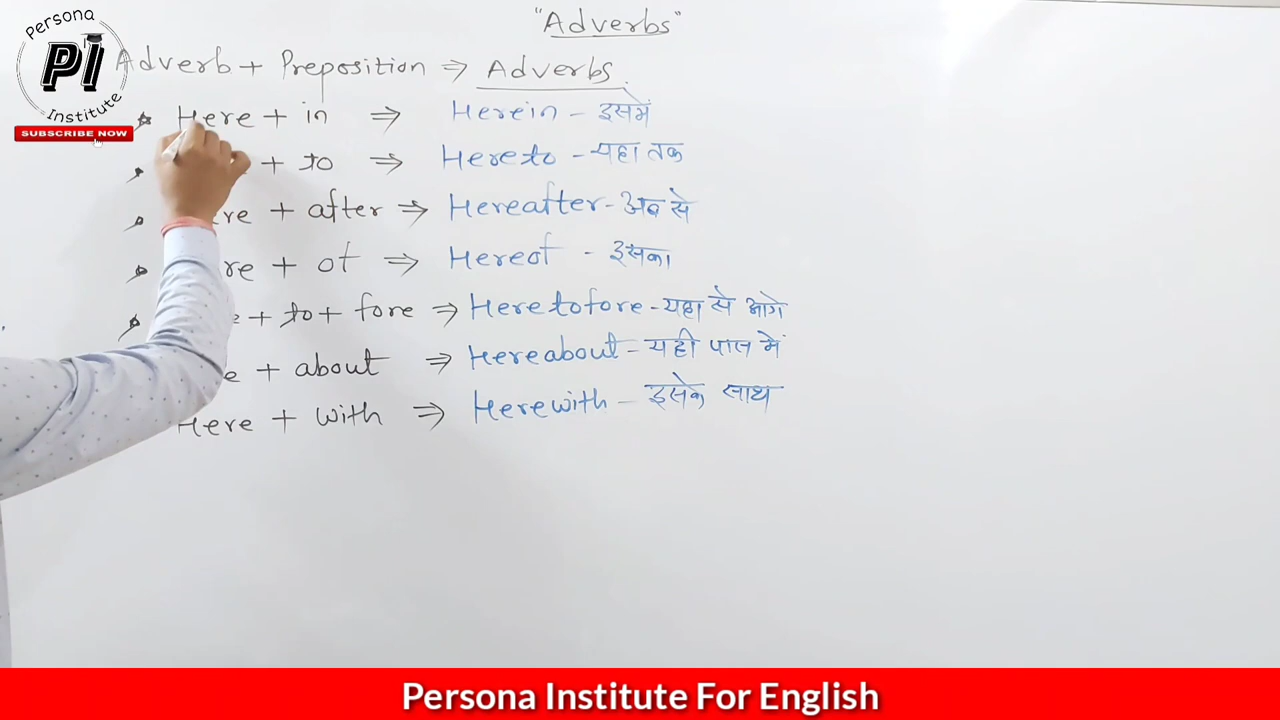 Persona
PI
Institute
SUBSCRIBE NOW
"Adverbs"
Adverb + Preposition ⇒ Adverbs
Here + in ⇒ Herein - इसमें
+ to ⇒ Hereto - यहा तक
re + after ⇒ Hereafter - अब से
re + of ⇒ Hereof - इसका
e + to + fore ⇒ Heretofore - यहा से आगे
e + about ⇒ Hereabout - यही पास में
Here + with ⇒ Herewith - इसके साथ
Persona Institute For English